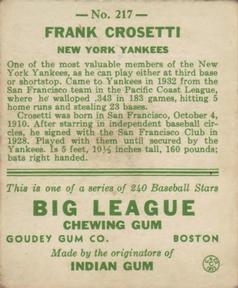 — No. 217 —
FRANK CROSETTI
NEW YORK YANKEES
One of the most valuable members of the New
York Yankees, as he can play either at third base
or shortstop. Came to Yankees in 1932 from the
San Francisco team in the Pacific Coast League,
where he walloped .343 in 183 games, hitting 5
home runs and stealing 23 bases.
Crosetti was born in San Francisco, October 4,
1910. After starring in independent baseball cir-
cles, he signed with the San Francisco Club in
1928. Played with them until secured by the
Yankees. Is 5 feet, 10½ inches tall, 160 pounds;
bats right handed.
This is one of a series of 240 Baseball Stars
BIG LEAGUE
CHEWING GUM
GOUDEY GUM CO. BOSTON
Made by the originators of
INDIAN GUM